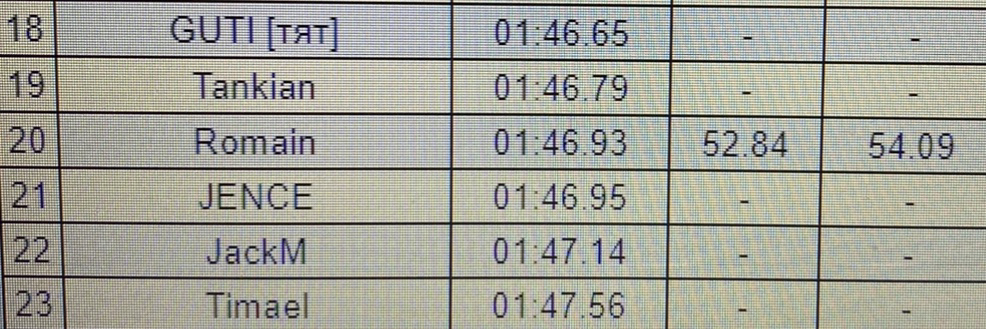 18 GUTI [тят] 01:46.65 - -
19 Tankian 01:46.79 - -
20 Romain 01:46.93 52.84 54.09
21 JENCE 01:46.95 - -
22 JackM 01:47.14 - -
23 Timael 01:47.56 - -